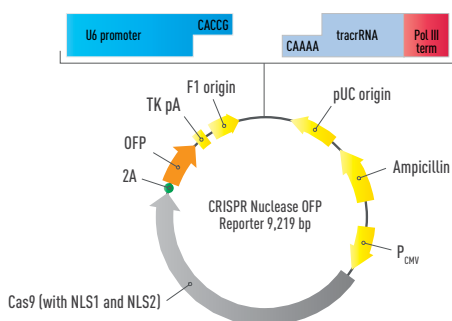 U6 promoter
CACCG
CAAAA
tracrRNA
Pol III
term
F1 origin
TK pA
OFP
2A
pUC origin
Ampicillin
PCMV
CRISPR Nuclease OFP
Reporter 9,219 bp
Cas9 (with NLS1 and NLS2)